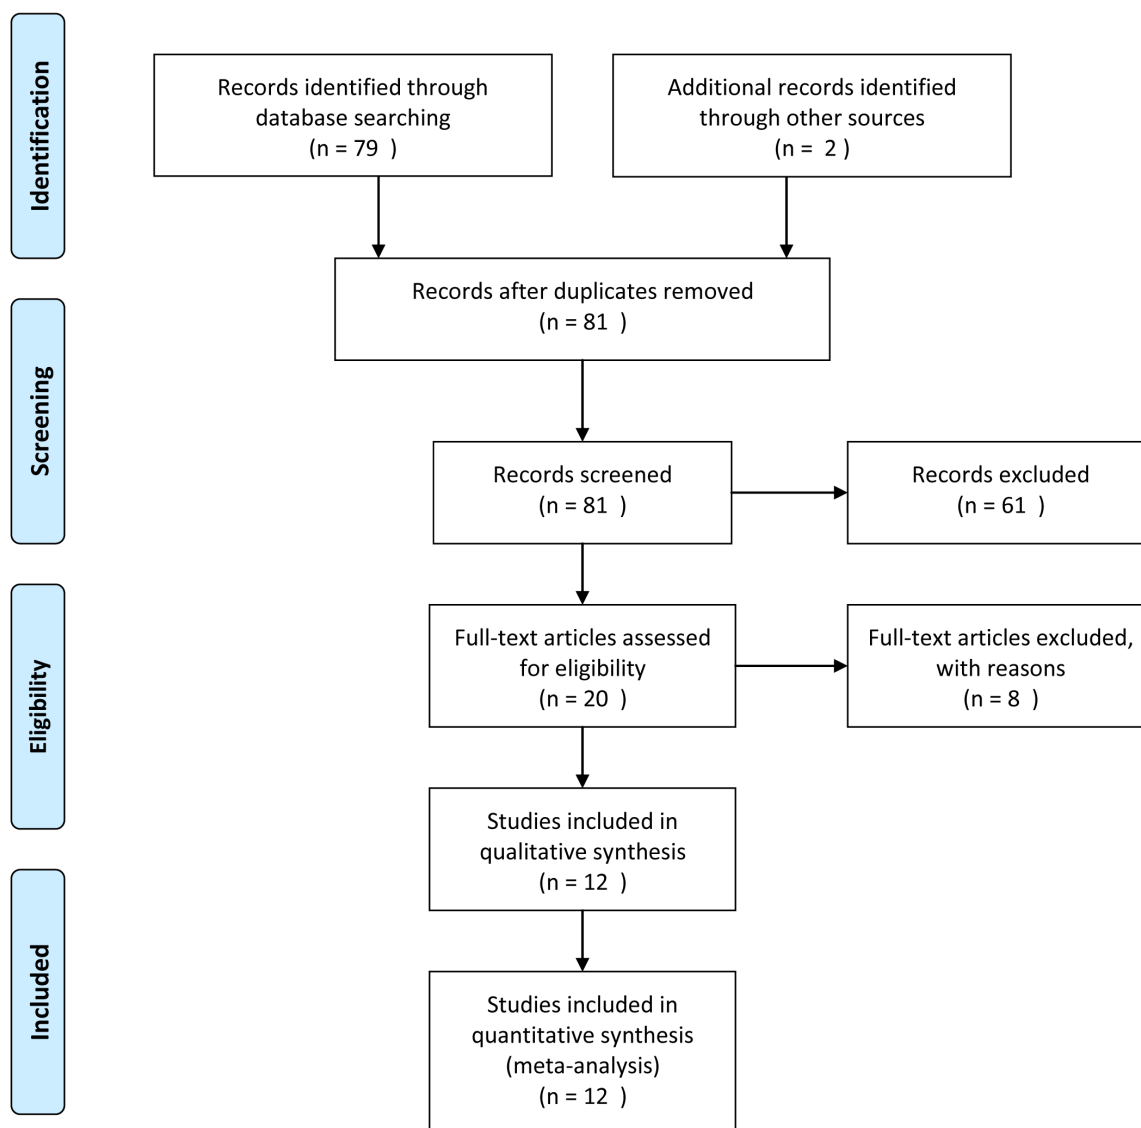 Identification
Records identified through
database searching
(n = 79  )
Additional records identified
through other sources
(n =  2 )
Records after duplicates removed
(n = 81  )
Screening
Records screened
(n = 81  )
Records excluded
(n = 61  )
Eligibility
Full-text articles assessed
for eligibility
(n = 20  )
Full-text articles excluded,
with reasons
(n = 8  )
Studies included in
qualitative synthesis
(n = 12  )
Included
Studies included in
quantitative synthesis
(meta-analysis)
(n = 12  )